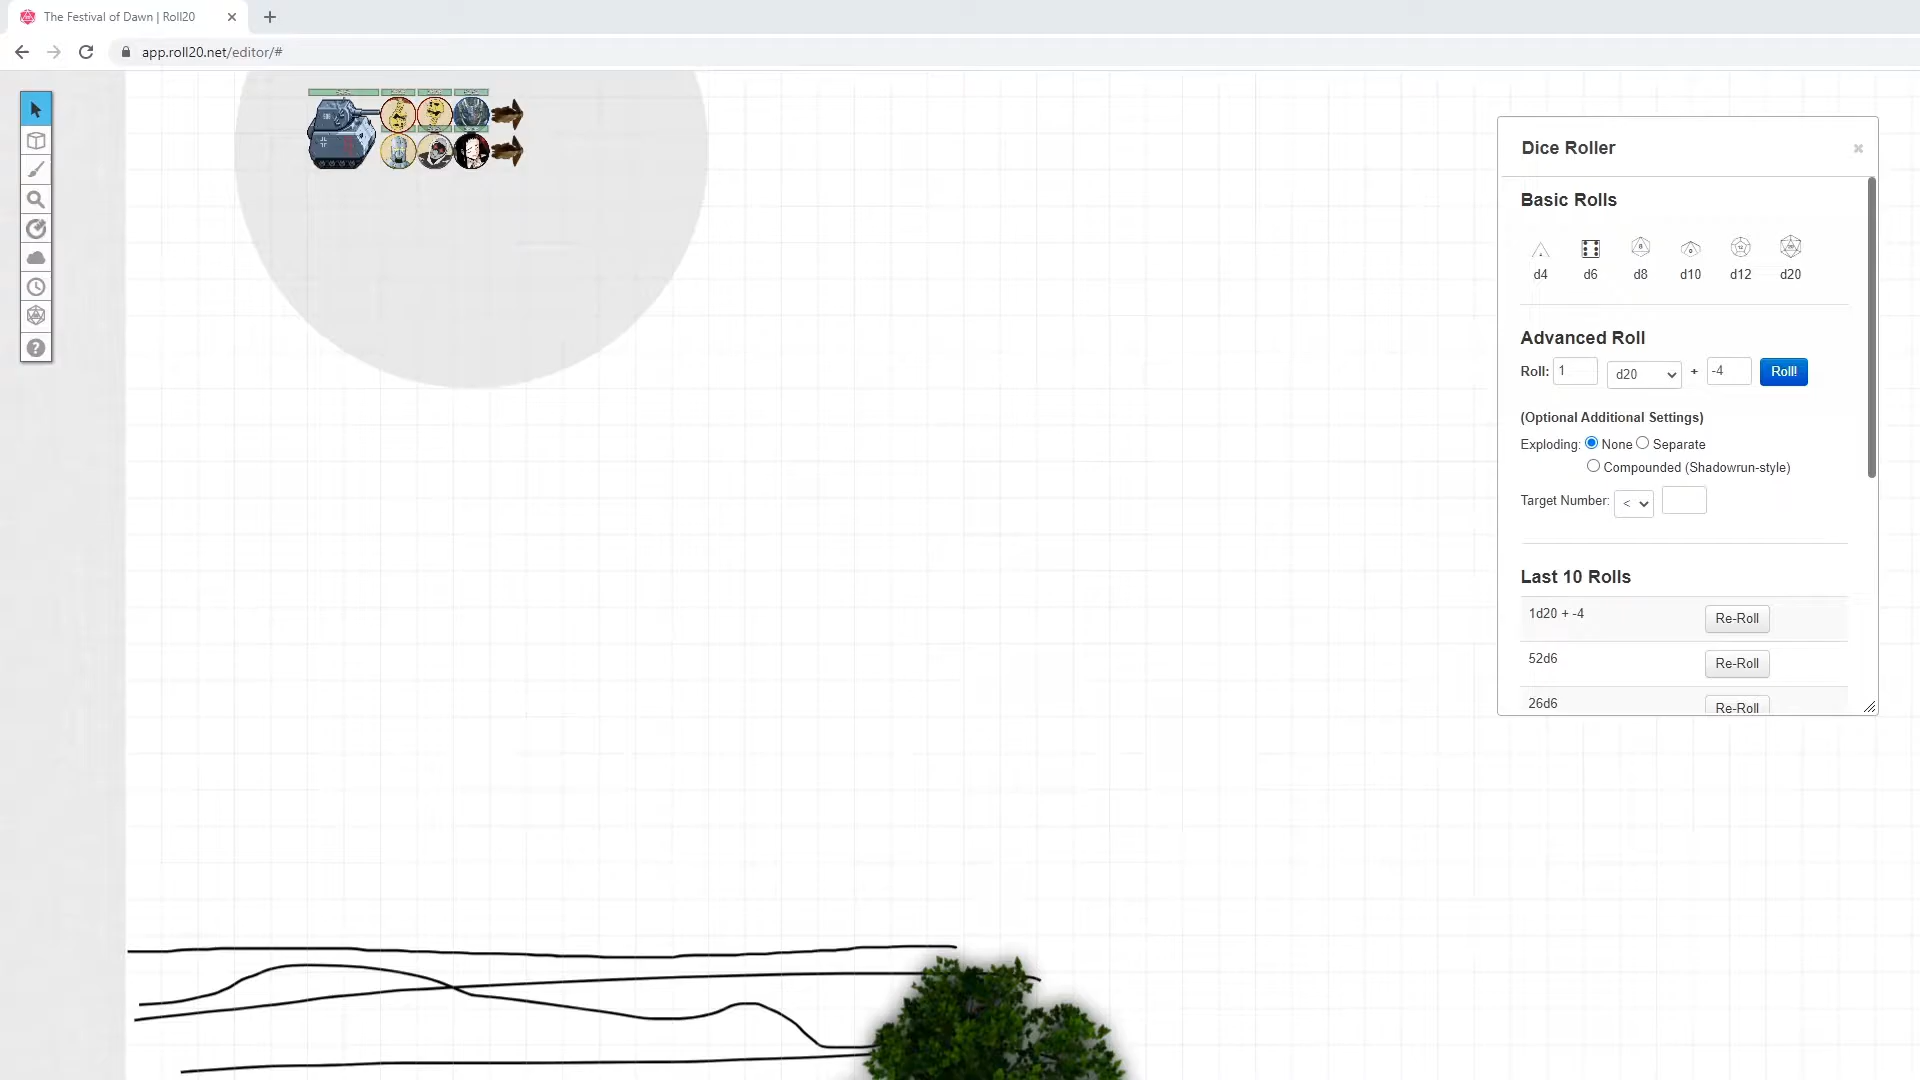 The Festival of Dawn | Roll20
app.roll20.net/editor/#
Dice Roller
Basic Rolls
d4 d6 d8 d10 d12 d20
Advanced Roll
Roll: 1 d20 + -4 Roll!
(Optional Additional Settings)
Exploding: None Separate
Compounded (Shadowrun-style)
Target Number: <
Last 10 Rolls
1d20 + -4 Re-Roll
52d6 Re-Roll
26d6 Re-Roll